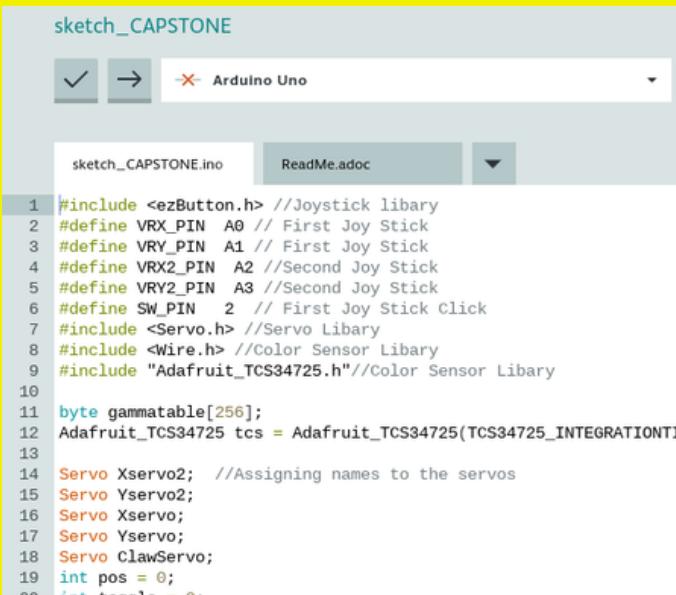 sketch_CAPSTONE
Arduino Uno
sketch_CAPSTONE.ino ReadMe.adoc
1 #include <ezButton.h> //Joystick libary
2 #define VRX_PIN  A0 // First Joy Stick
3 #define VRY_PIN  A1 // First Joy Stick
4 #define VRX2_PIN  A2 //Second Joy Stick
5 #define VRY2_PIN  A3 //Second Joy Stick
6 #define SW_PIN   2  // First Joy Stick Click
7 #include <Servo.h> //Servo Libary
8 #include <Wire.h> //Color Sensor Libary
9 #include "Adafruit_TCS34725.h"//Color Sensor Libary
10
11 byte gammatable[256];
12 Adafruit_TCS34725 tcs = Adafruit_TCS34725(TCS34725_INTEGRATIONTI
13
14 Servo Xservo2;  //Assigning names to the servos
15 Servo Yservo2;
16 Servo Xservo;
17 Servo Yservo;
18 Servo ClawServo;
19 int pos = 0;